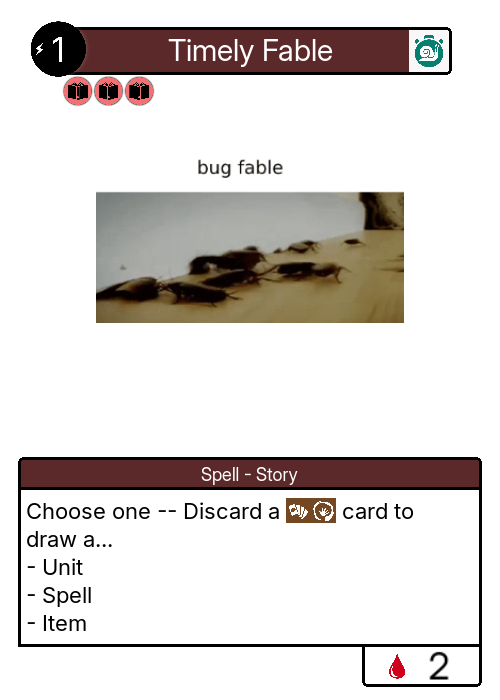 1
Timely Fable
bug fable
Spell - Story
Choose one -- Discard a card to
draw a...
- Unit
- Spell
- Item
2